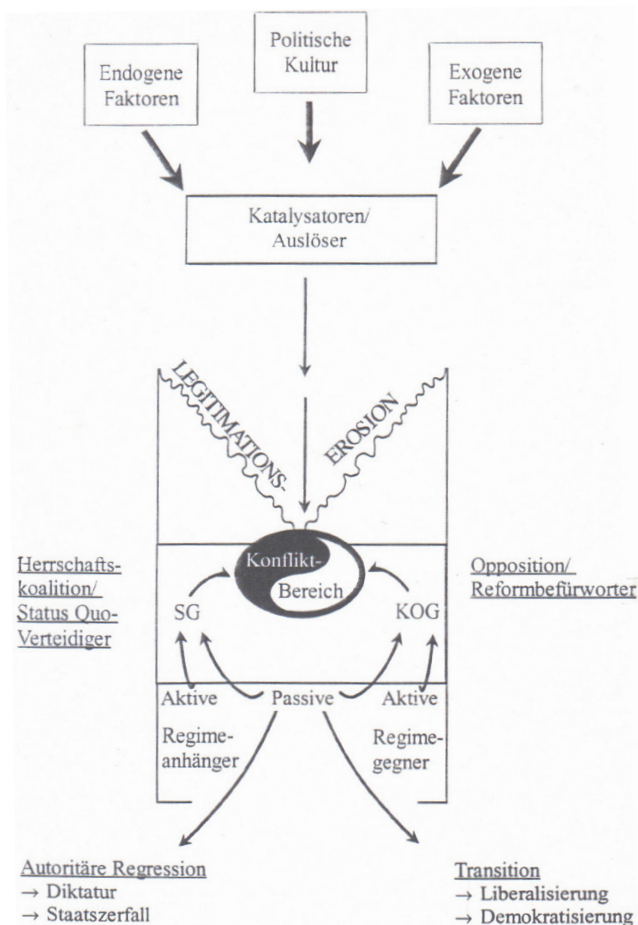 Endogene
Faktoren
Politische
Kultur
Exogene
Faktoren
Katalysatoren/
Auslöser
LEGITIMATIONS-
EROSION
Konflikt-
Bereich
Herrschafts-
koalition/
Status Quo-
Verteidiger
Opposition/
Reformbefürworter
SG
KOG
Aktive
Passive
Aktive
Regime-
anhänger
Regime-
gegner
Autoritäre Regression
→ Diktatur
→ Staatszerfall
Transition
→ Liberalisierung
→ Demokratisierung